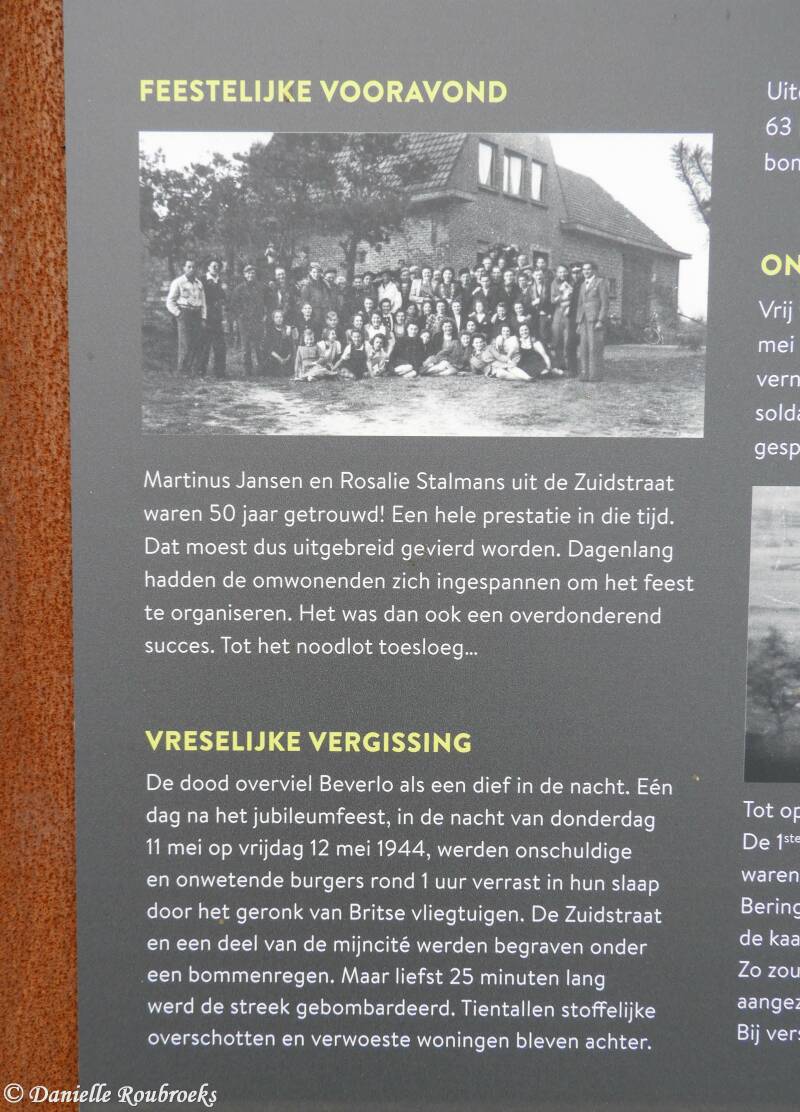 FEESTELIJKE VOORAVOND
Martinus Jansen en Rosalie Stalmans uit de Zuidstraat
waren 50 jaar getrouwd! Een hele prestatie in die tijd.
Dat moest dus uitgebreid gevierd worden. Dagenlang
hadden de omwonenden zich ingespannen om het feest
te organiseren. Het was dan ook een overdonderend
succes. Tot het noodlot toesloeg...
VRESELIJKE VERGISSING
De dood overviel Beverlo als een dief in de nacht. Eén
dag na het jubileumfeest, in de nacht van donderdag
11 mei op vrijdag 12 mei 1944, werden onschuldige
en onwetende burgers rond 1 uur verrast in hun slaap
door het geronk van Britse vliegtuigen. De Zuidstraat
en een deel van de mijncité werden begraven onder
een bommenregen. Maar liefst 25 minuten lang
werd de streek gebombardeerd. Tientallen stoffelijke
overschotten en verwoeste woningen bleven achter.
63
Vrij
mei
Tot op
De 1ste
waren
de kaa
Zo zou
Bij vers
© Danielle Roubroeks